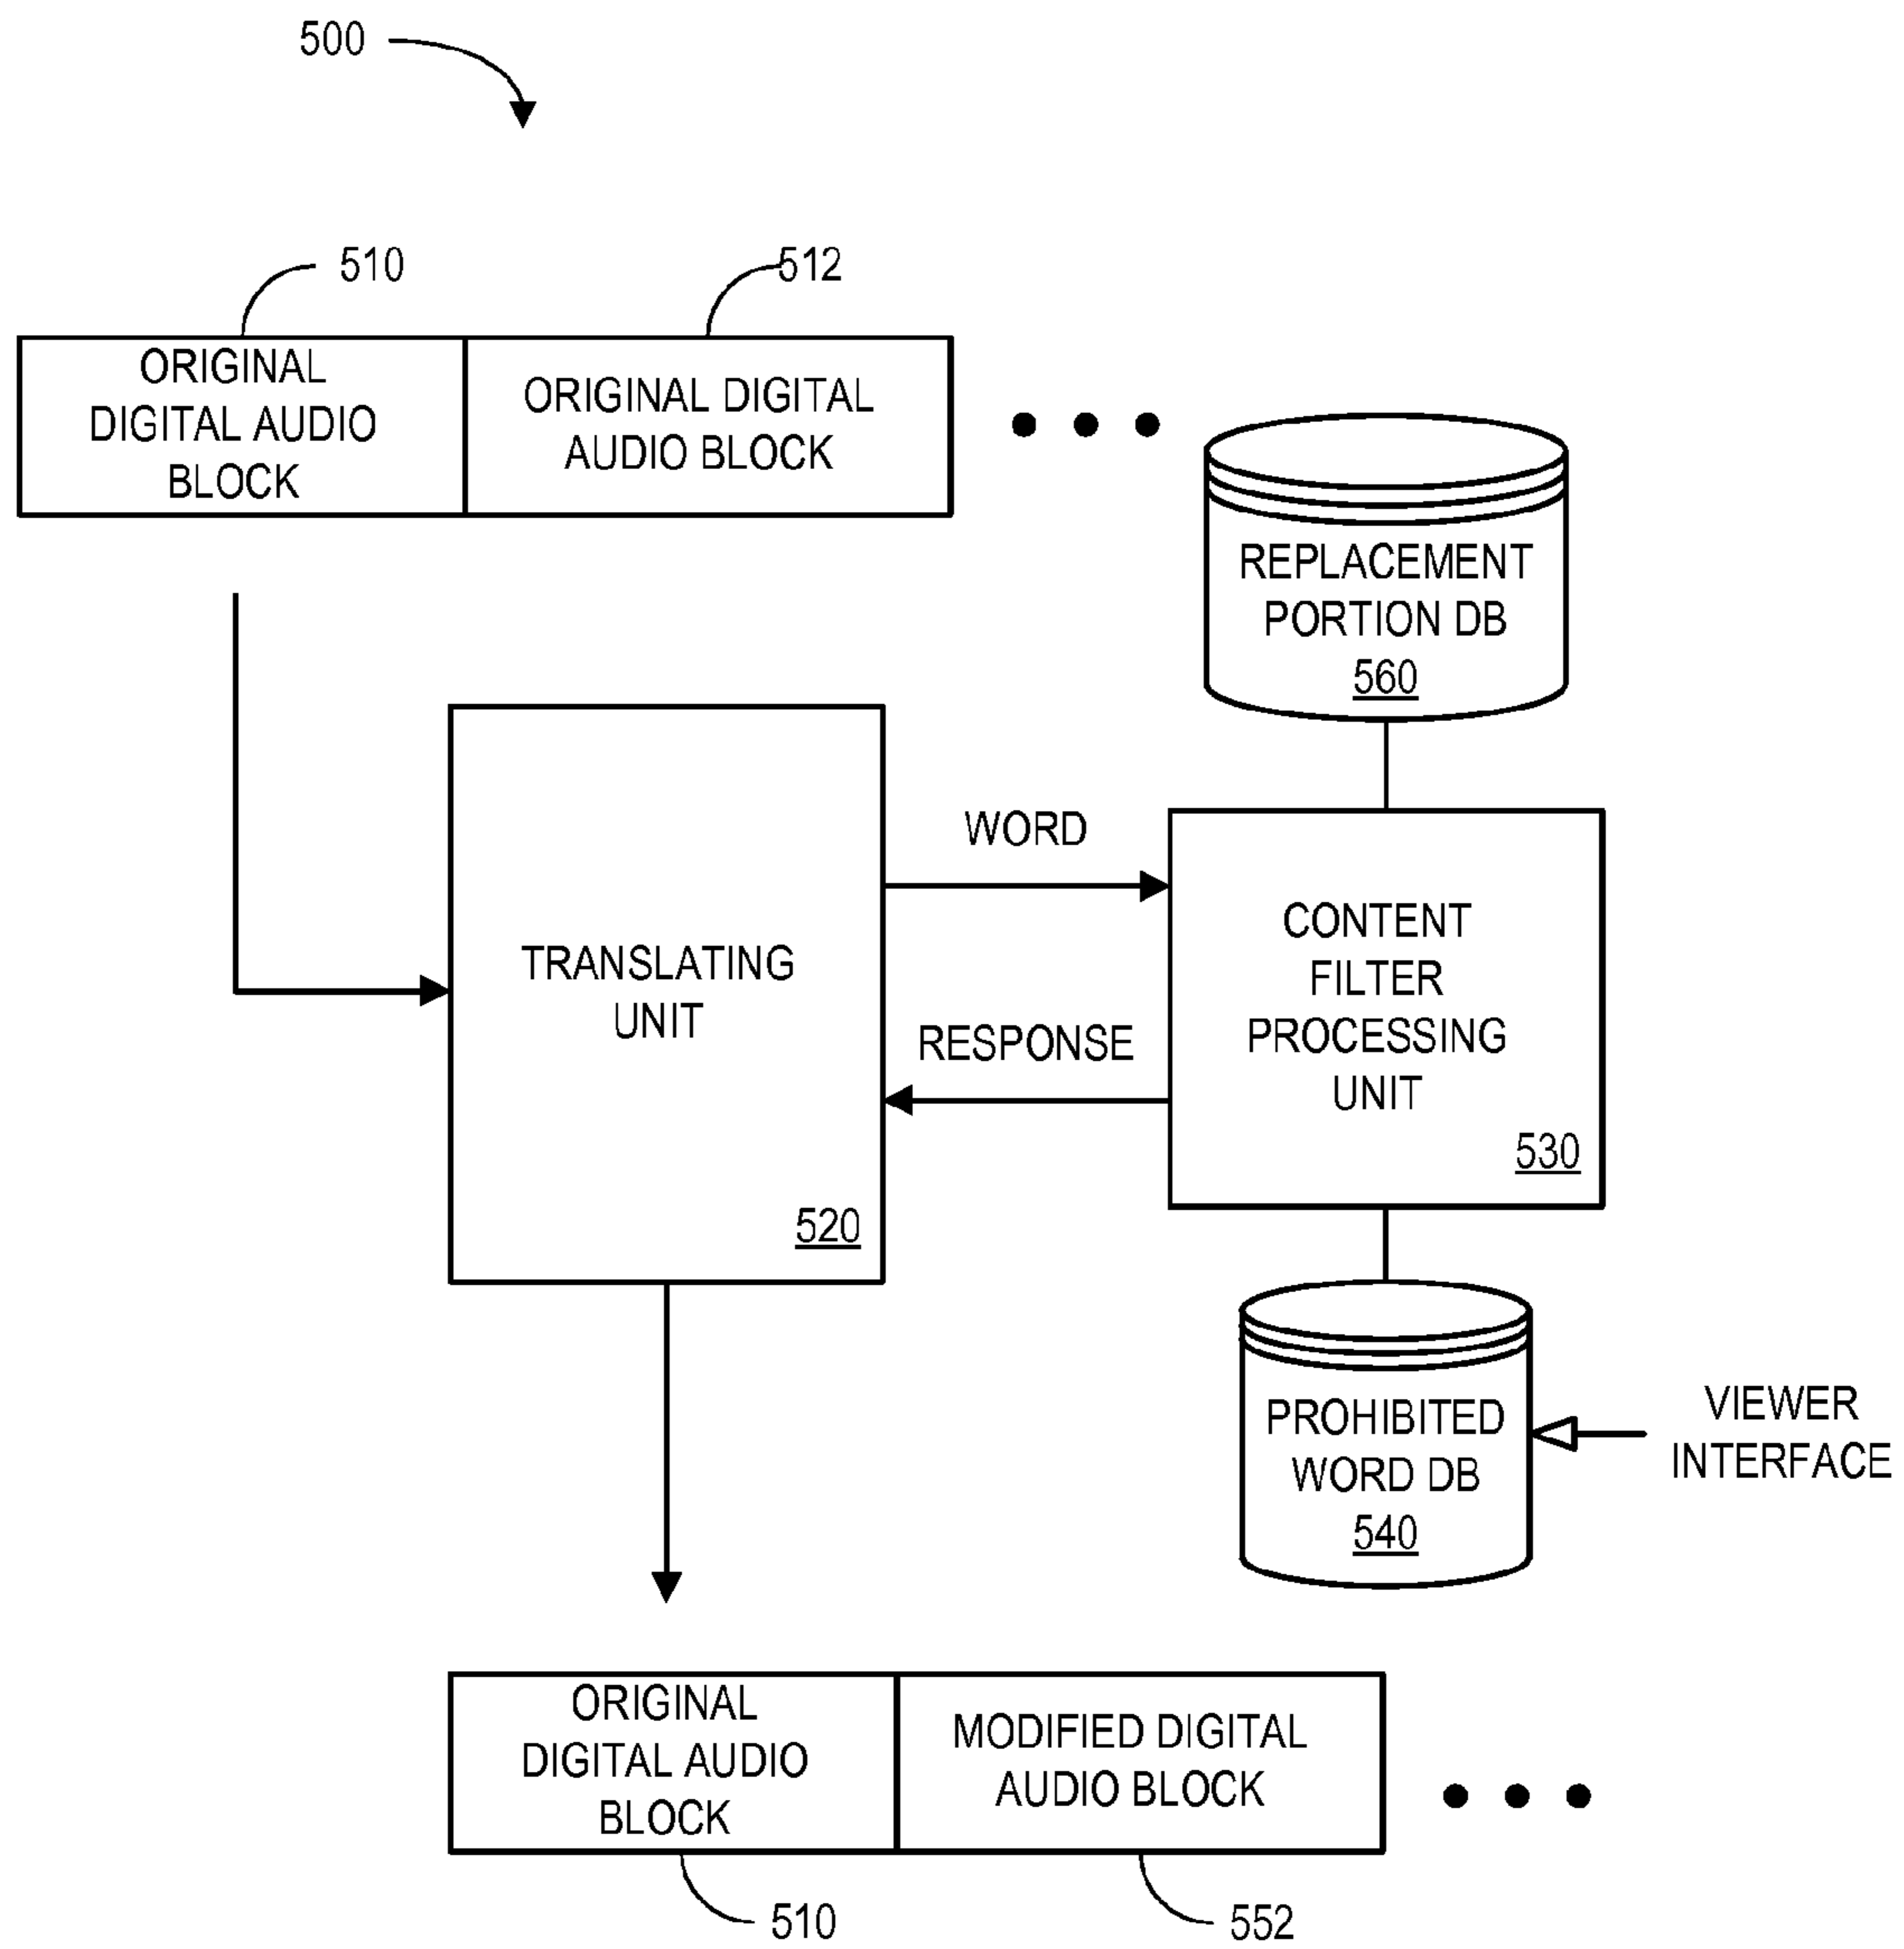 500
510
512
ORIGINAL
DIGITAL AUDIO
BLOCK
ORIGINAL DIGITAL
AUDIO BLOCK
REPLACEMENT
PORTION DB
560
WORD
TRANSLATING
UNIT
520
RESPONSE
CONTENT
FILTER
PROCESSING
UNIT
530
PROHIBITED
WORD DB
540
VIEWER
INTERFACE
ORIGINAL
DIGITAL AUDIO
BLOCK
MODIFIED DIGITAL
AUDIO BLOCK
510
552